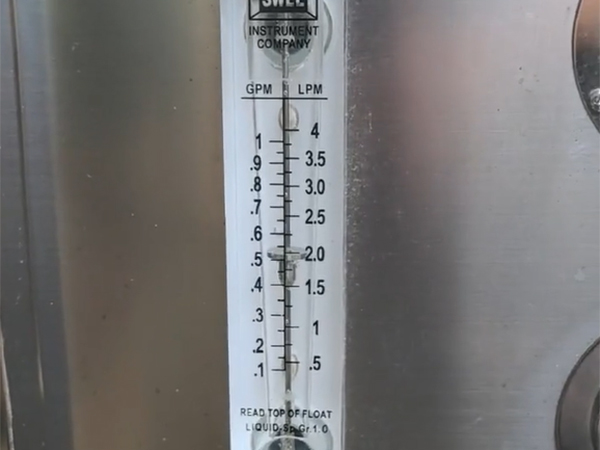 INSTRUMENT
COMPANY
GPM LPM
4
1
.9 3.5
.8 3.0
.7 2.5
.6
.5 2.0
.4 1.5
.3 1
.2 .5
.1
READ TOP OF FLOAT
LIQUID-Sp.Gr.1.0